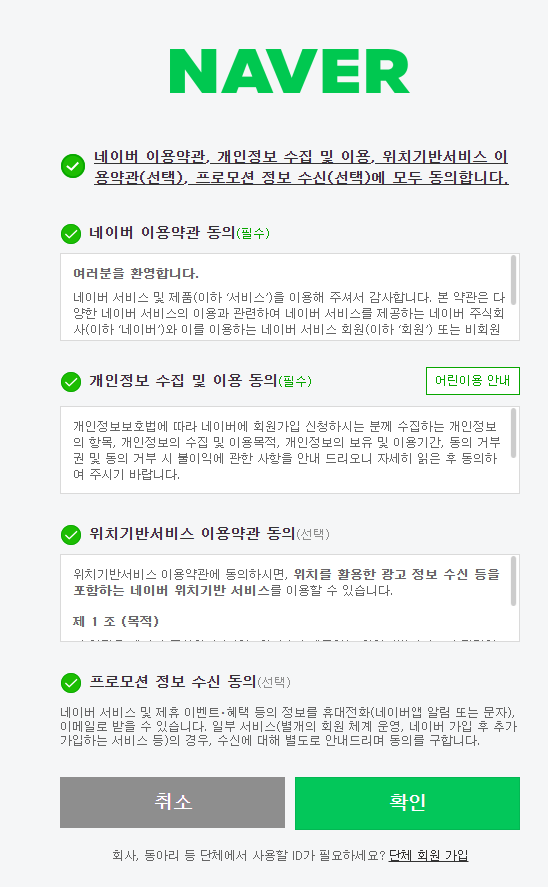 NAVER
네이버 이용약관, 개인정보 수집 및 이용, 위치기반서비스 이
용약관(선택), 프로모션 정보 수신(선택)에 모두 동의합니다.
네이버 이용약관 동의(필수)
여러분을 환영합니다.
네이버 서비스 및 제품(이하 ‘서비스’)을 이용해 주셔서 감사합니다. 본 약관은 다
양한 네이버 서비스의 이용과 관련하여 네이버 서비스를 제공하는 네이버 주식회
사(이하 ‘네이버’)와 이를 이용하는 네이버 서비스 회원(이하 ‘회원’) 또는 비회원
개인정보 수집 및 이용 동의(필수)
어린이용 안내
개인정보보호법에 따라 네이버에 회원가입 신청하시는 분께 수집하는 개인정보
의 항목, 개인정보의 수집 및 이용목적, 개인정보의 보유 및 이용기간, 동의 거부
권 및 동의 거부 시 불이익에 관한 사항을 안내 드리오니 자세히 읽은 후 동의하
여 주시기 바랍니다.
위치기반서비스 이용약관 동의(선택)
위치기반서비스 이용약관에 동의하시면, 위치를 활용한 광고 정보 수신 등을
포함하는 네이버 위치기반 서비스를 이용할 수 있습니다.
제 1 조 (목적)
프로모션 정보 수신 동의(선택)
네이버 서비스 및 제휴 이벤트·혜택 등의 정보를 휴대전화(네이버앱 알림 또는 문자),
이메일로 받을 수 있습니다. 일부 서비스(별개의 회원 체계 운영, 네이버 가입 후 추가
가입하는 서비스 등)의 경우, 수신에 대해 별도로 안내드리며 동의를 구합니다.
취소
확인
회사, 동아리 등 단체에서 사용할 ID가 필요하세요? 단체 회원 가입